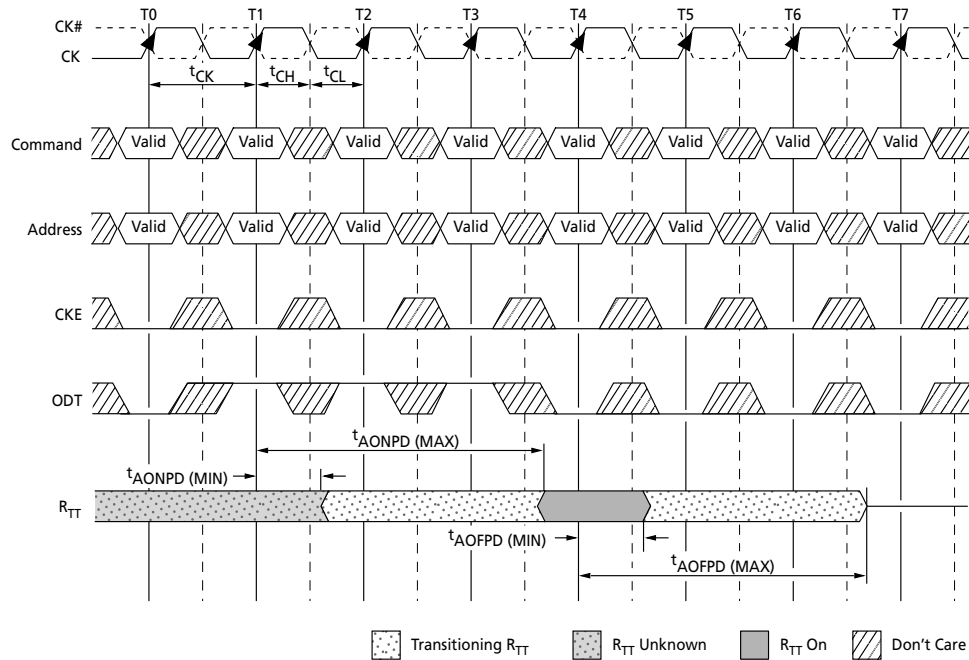 T0 T1 T2 T3 T4 T5 T6 T7
CK#
CK
tCK tCH tCL
Command Valid Valid Valid Valid Valid Valid Valid Valid
Address Valid Valid Valid Valid Valid Valid Valid Valid
CKE
ODT
tAONPD (MAX)
tAONPD (MIN)
RTT
tAOFPD (MIN)
tAOFPD (MAX)
Transitioning RTT RTT Unknown RTT On Don't Care